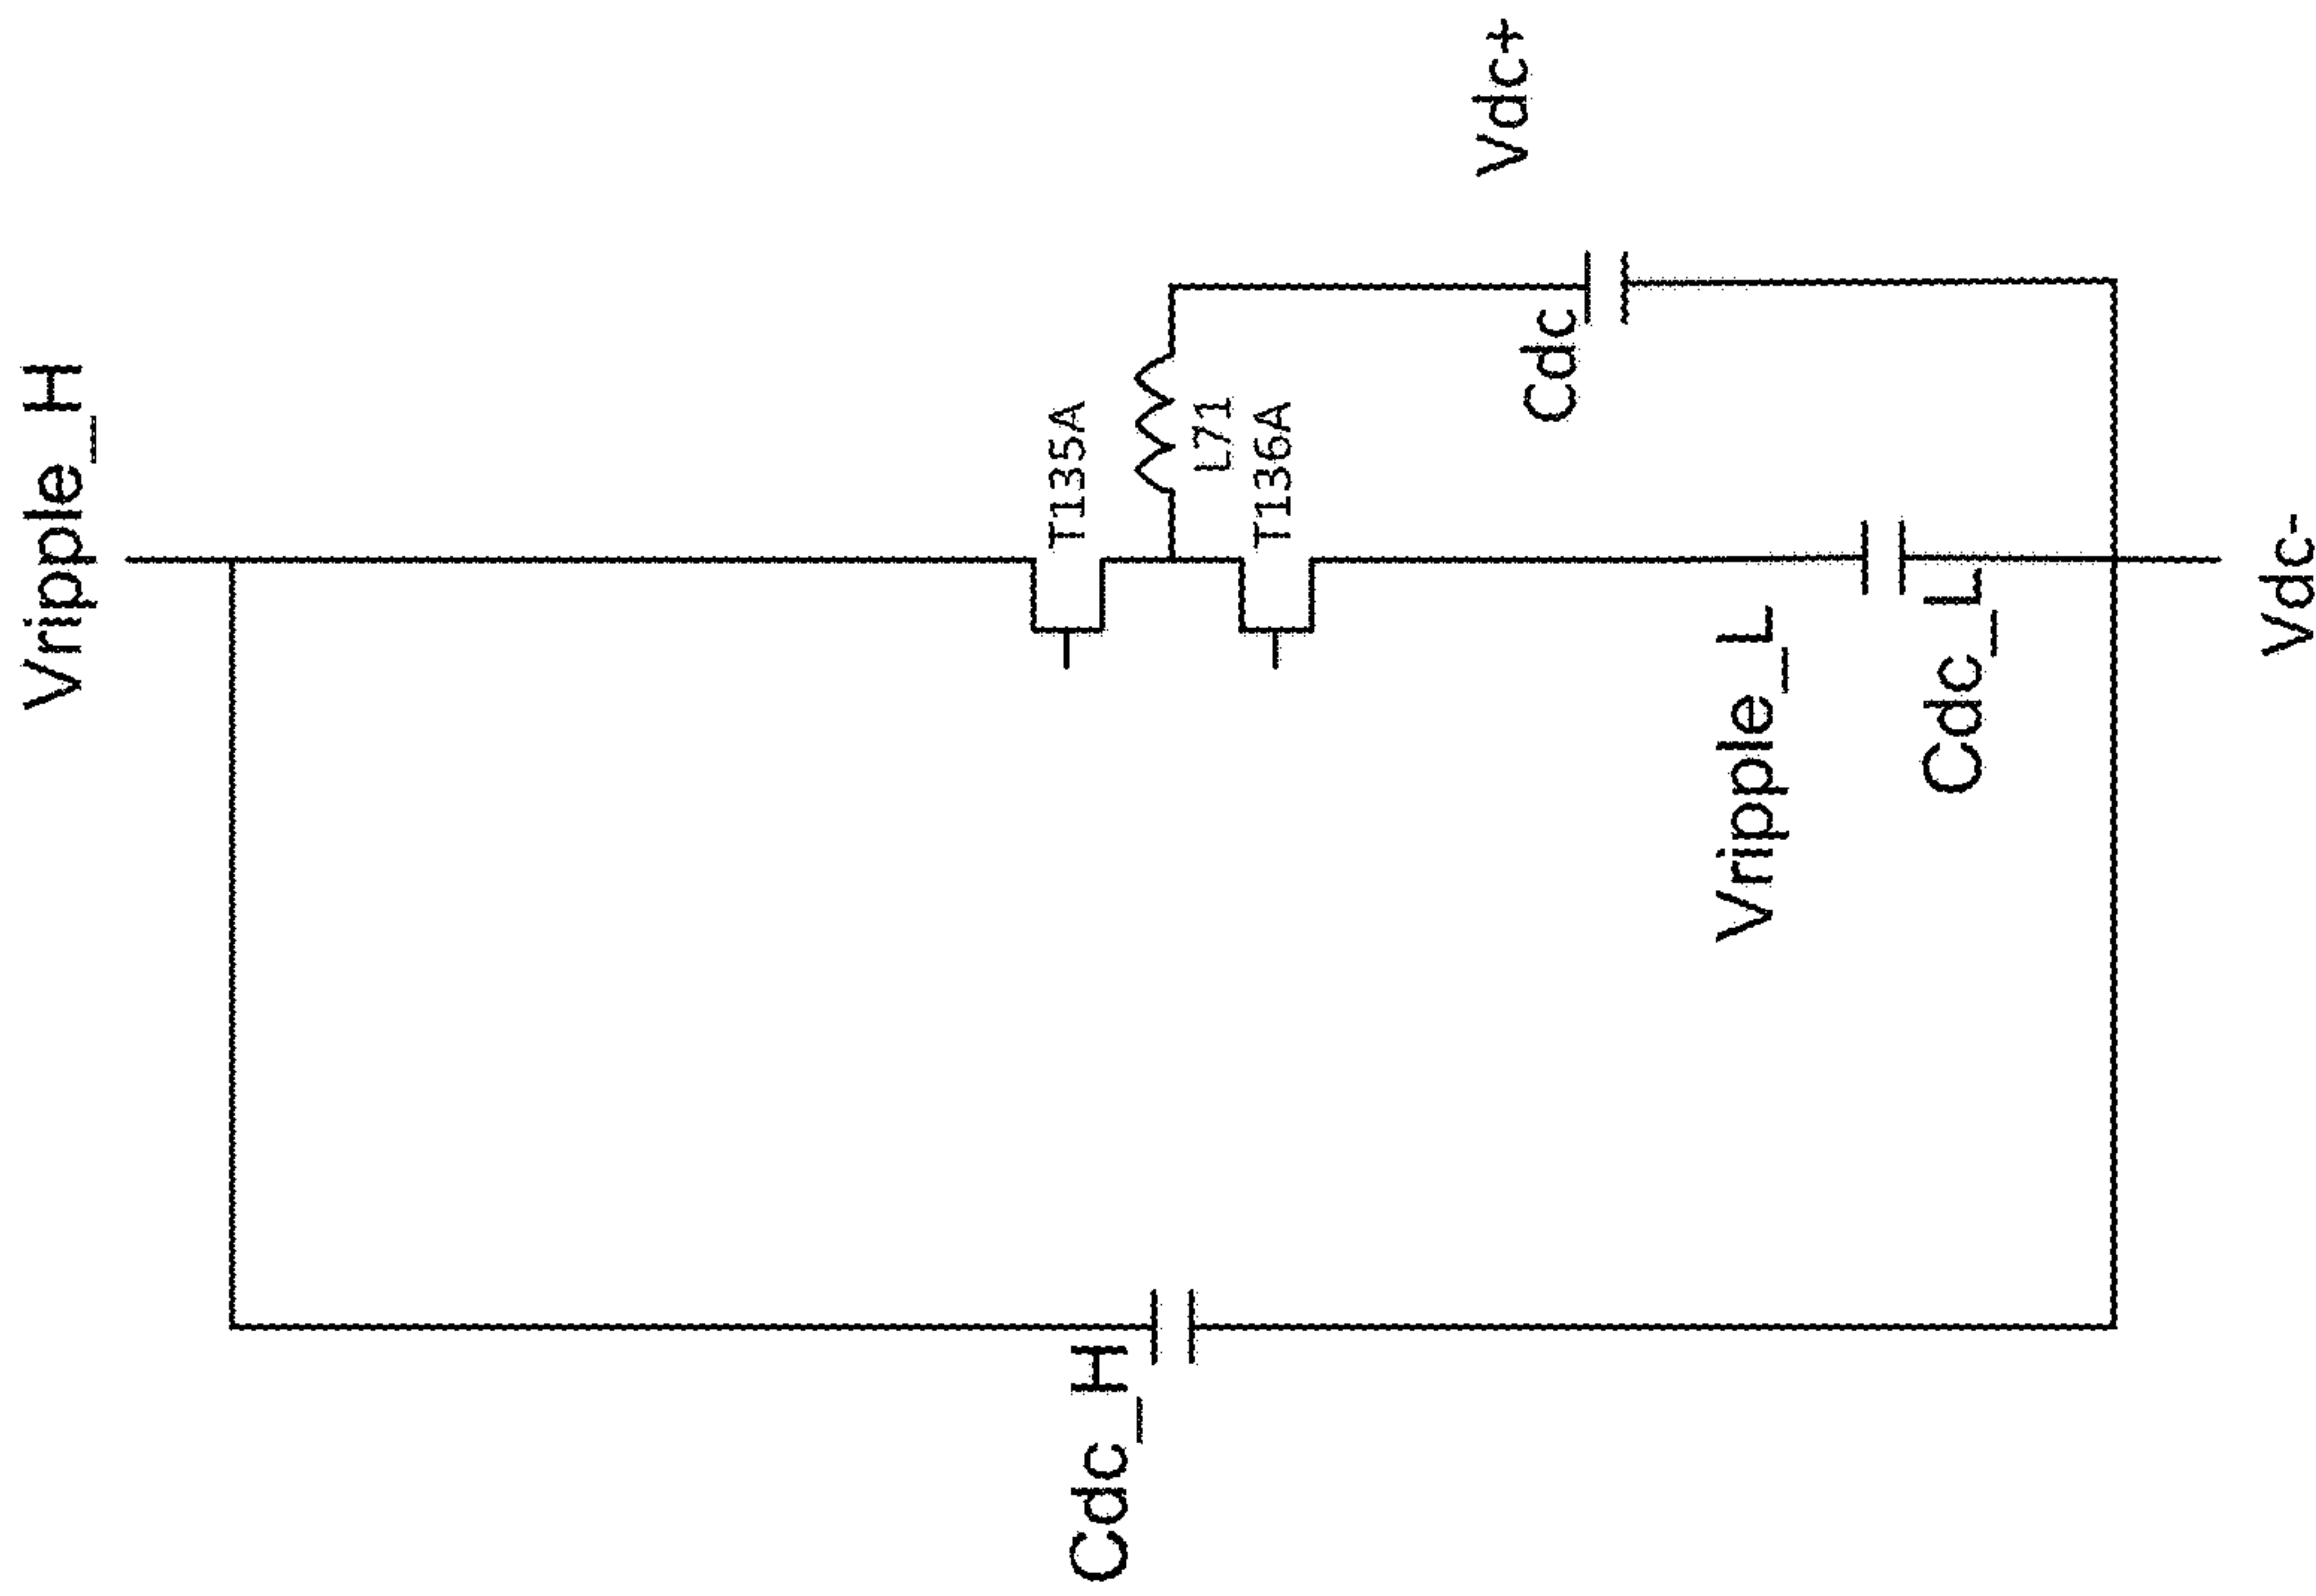 Vripple_H
T135A
L71
T136A
Vdc+
Cdc
Vripple_L
Cdc_L
Vdc-
Cdc_H